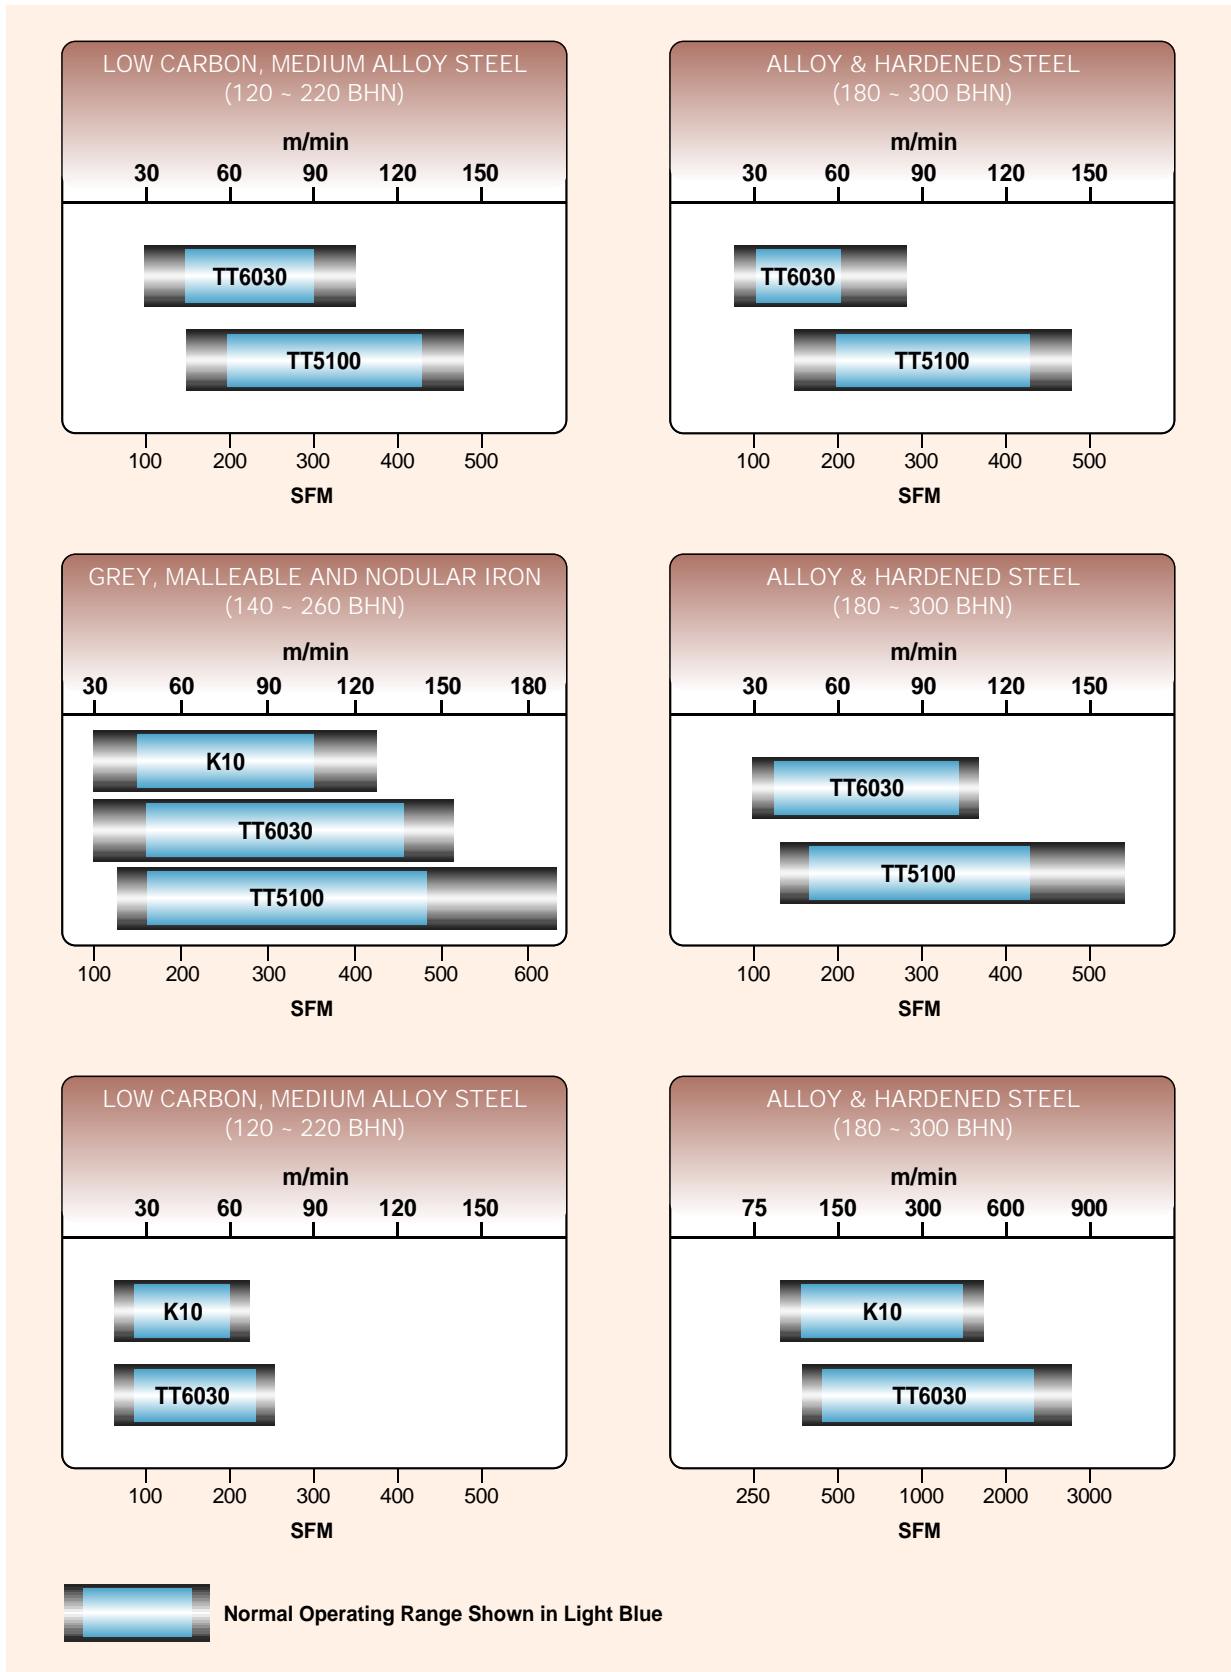 LOW CARBON, MEDIUM ALLOY STEEL
(120 ~ 220 BHN)
m/min
30 60 90 120 150
TT6030
TT5100
100 200 300 400 500
SFM
ALLOY & HARDENED STEEL
(180 ~ 300 BHN)
m/min
30 60 90 120 150
TT6030
TT5100
100 200 300 400 500
SFM
GREY, MALLEABLE AND NODULAR IRON
(140 ~ 260 BHN)
m/min
30 60 90 120 150 180
K10
TT6030
TT5100
100 200 300 400 500 600
SFM
ALLOY & HARDENED STEEL
(180 ~ 300 BHN)
m/min
30 60 90 120 150
TT6030
TT5100
100 200 300 400 500
SFM
LOW CARBON, MEDIUM ALLOY STEEL
(120 ~ 220 BHN)
m/min
30 60 90 120 150
K10
TT6030
100 200 300 400 500
SFM
ALLOY & HARDENED STEEL
(180 ~ 300 BHN)
m/min
75 150 300 600 900
K10
TT6030
250 500 1000 2000 3000
SFM
Normal Operating Range Shown in Light Blue